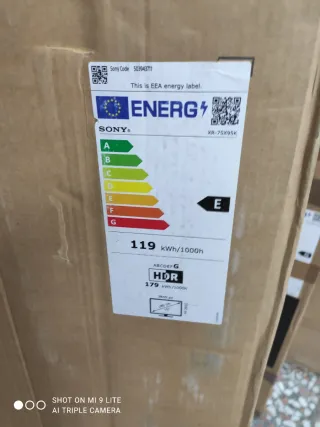 Sony Code
This is EEA energy label.
ENERG
SONY
XR-75X95K
A
B
C
D
E
F
G
E
119 kWh/1000h
ABCDEFG
HDR
179 kWh/1000h
SHOT ON MI 9 LITE
AI TRIPLE CAMERA